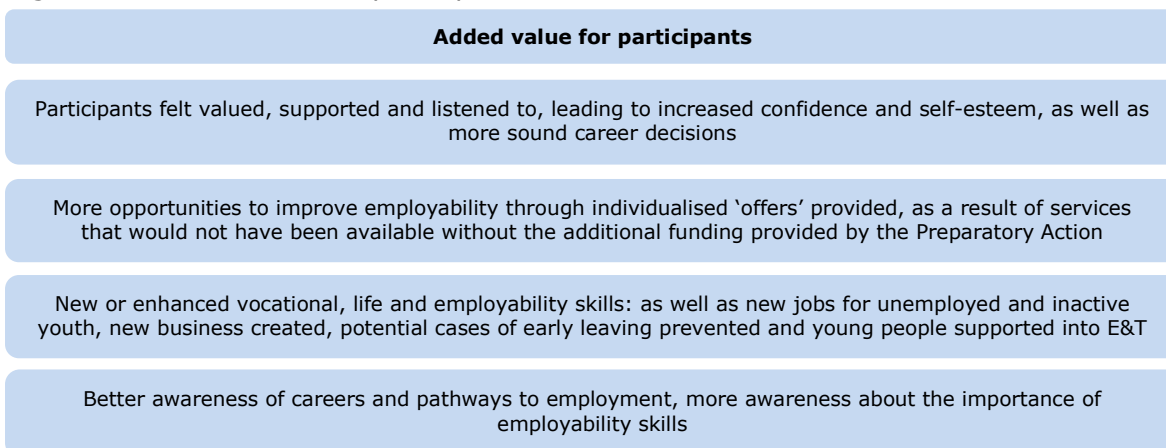 Added value for participants
Participants felt valued, supported and listened to, leading to increased confidence and self-esteem, as well as
more sound career decisions
More opportunities to improve employability through individualised ‘offers’ provided, as a result of services
that would not have been available without the additional funding provided by the Preparatory Action
New or enhanced vocational, life and employability skills: as well as new jobs for unemployed and inactive
youth, new business created, potential cases of early leaving prevented and young people supported into E&T
Better awareness of careers and pathways to employment, more awareness about the importance of
employability skills